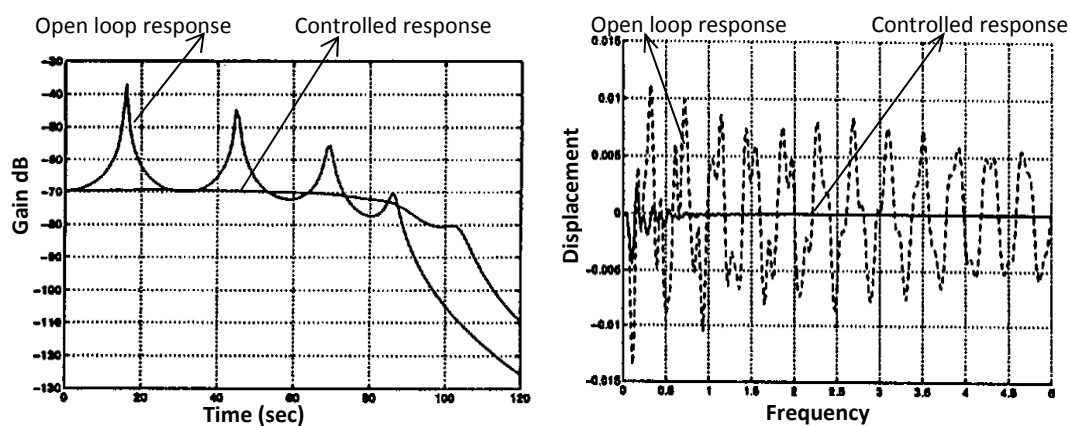 Open loop response Controlled response
Gain dB
-30
-40
-50
-60
-70
-80
-90
-100
-110
-120
-130
0 20 40 60 80 100 120
Time (sec)
Open loop response Controlled response
Displacement
0.015
0.01
0.005
0
-0.005
-0.01
-0.015
0 0.5 1 1.5 2 2.5 3 3.5 4 4.5 5
Frequency